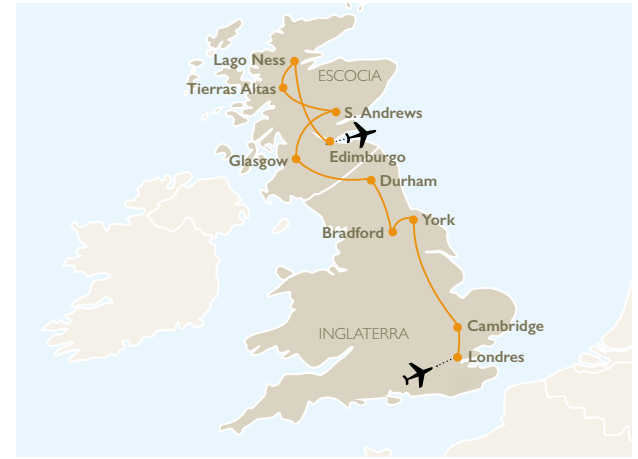 Lago Ness
ESCOCIA
Tierras Altas
S. Andrews
Edimburgo
Glasgow
Durham
York
Bradford
Cambridge
INGLATERRA
Londres